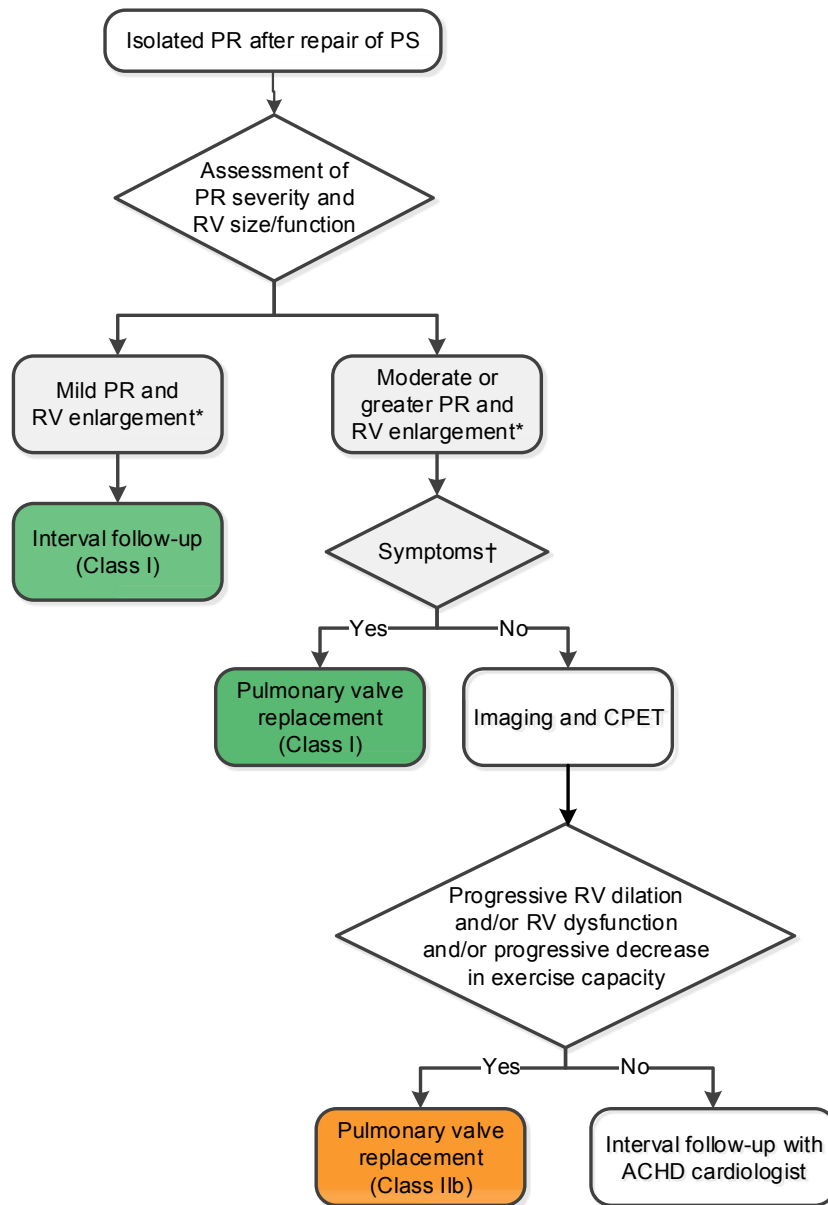 Isolated PR after repair of PS
Assessment of
PR severity and
RV size/function
Mild PR and
RV enlargement*
Moderate or
greater PR and
RV enlargement*
Interval follow-up
(Class I)
Symptoms†
Yes
No
Pulmonary valve
replacement
(Class I)
Imaging and CPET
Progressive RV dilation
and/or RV dysfunction
and/or progressive decrease
in exercise capacity
Yes
No
Pulmonary valve
replacement
(Class IIb)
Interval follow-up with
ACHD cardiologist